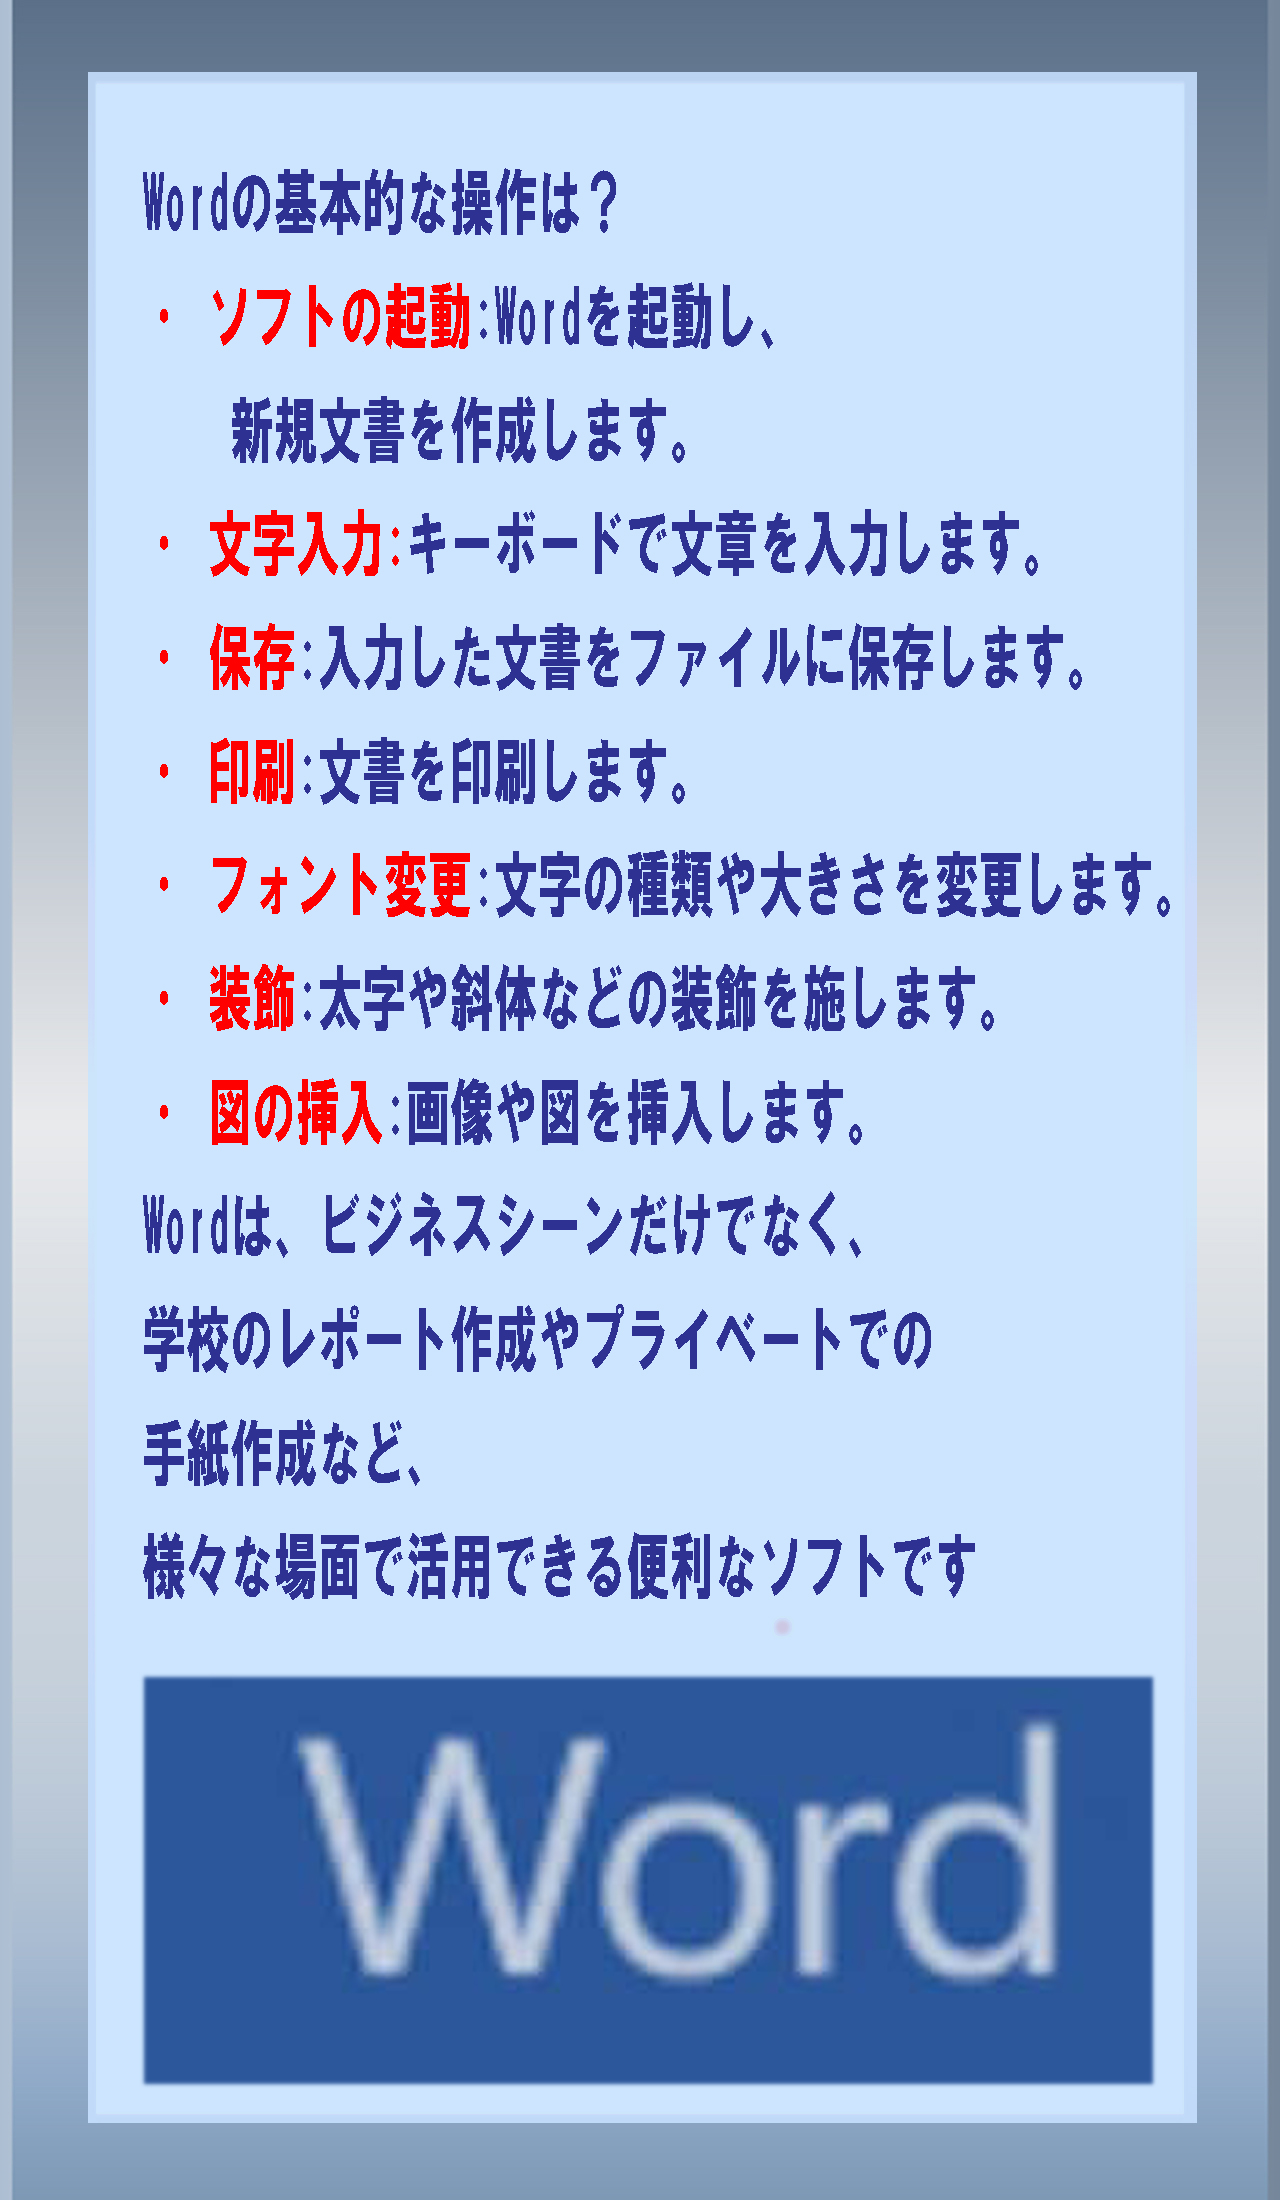 Wordの基本的な操作は？
・ ソフトの起動:Wordを起動し、
新規文書を作成します。
・ 文字入力:キーボードで文章を入力します。
・ 保存:入力した文書をファイルに保存します。
・ 印刷:文書を印刷します。
・ フォント変更:文字の種類や大きさを変更します。
・ 装飾:太字や斜体などの装飾を施します。
・ 図の挿入:画像や図を挿入します。
Wordは、ビジネスシーンだけでなく、
学校のレポート作成やプライベートでの
手紙作成など、
様々な場面で活用できる便利なソフトです
Word